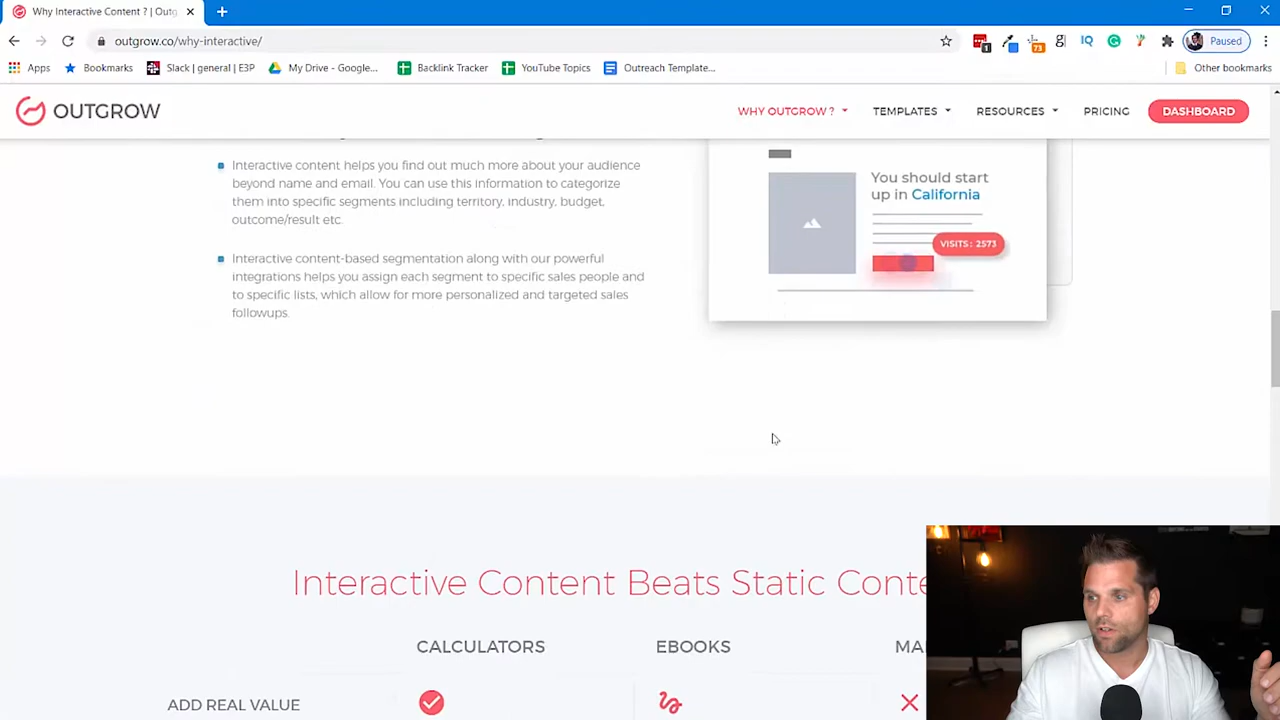 Why Interactive Content ? | Outg
outgrow.co/why-interactive/
1
73
Paused
Apps
Bookmarks
Slack | general | E3P
My Drive - Google...
Backlink Tracker
YouTube Topics
Outreach Template...
Other bookmarks
OUTGROW
WHY OUTGROW ?
TEMPLATES
RESOURCES
PRICING
DASHBOARD
Interactive content helps you find out much more about your audience
beyond name and email. You can use this information to categorize
them into specific segments including territory, industry, budget,
outcome/result etc.
Interactive content-based segmentation along with our powerful
integrations helps you assign each segment to specific sales people and
to specific lists, which allow for more personalized and targeted sales
followups.
You should start
up in California
VISITS : 2573
Interactive Content Beats Static Conte
CALCULATORS
EBOOKS
MA
ADD REAL VALUE